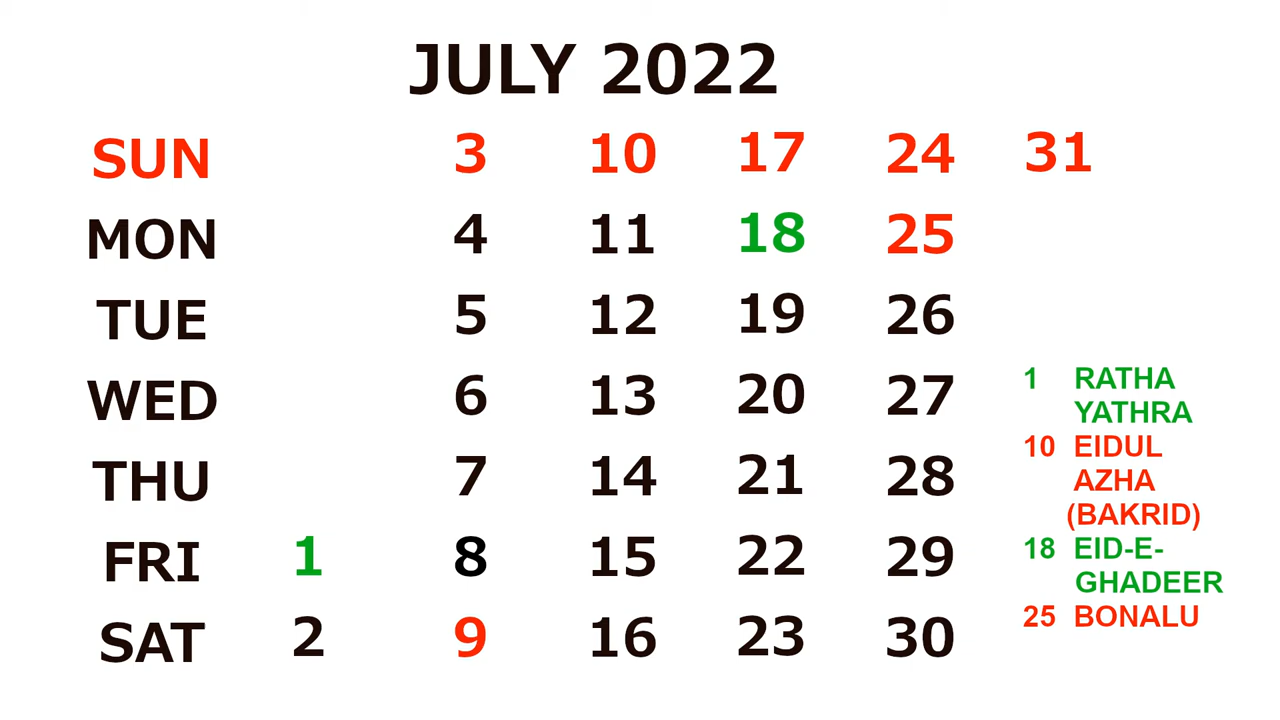 JULY 2022
SUN 3 10 17 24 31
MON 4 11 18 25
TUE 5 12 19 26
WED 6 13 20 27
THU 7 14 21 28
FRI 1 8 15 22 29
SAT 2 9 16 23 30
1 RATHA
YATHRA
10 EIDUL
AZHA
(BAKRID)
18 EID-E-
GHADEER
25 BONALU